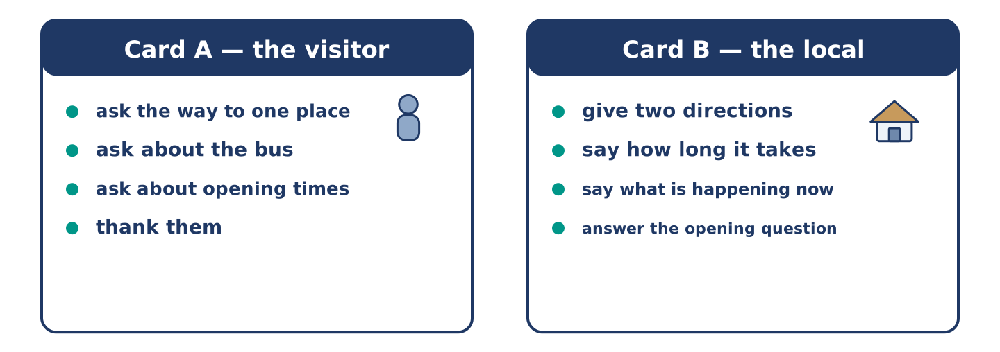 Card A — the visitor
ask the way to one place
ask about the bus
ask about opening times
thank them
Card B — the local
give two directions
say how long it takes
say what is happening now
answer the opening question